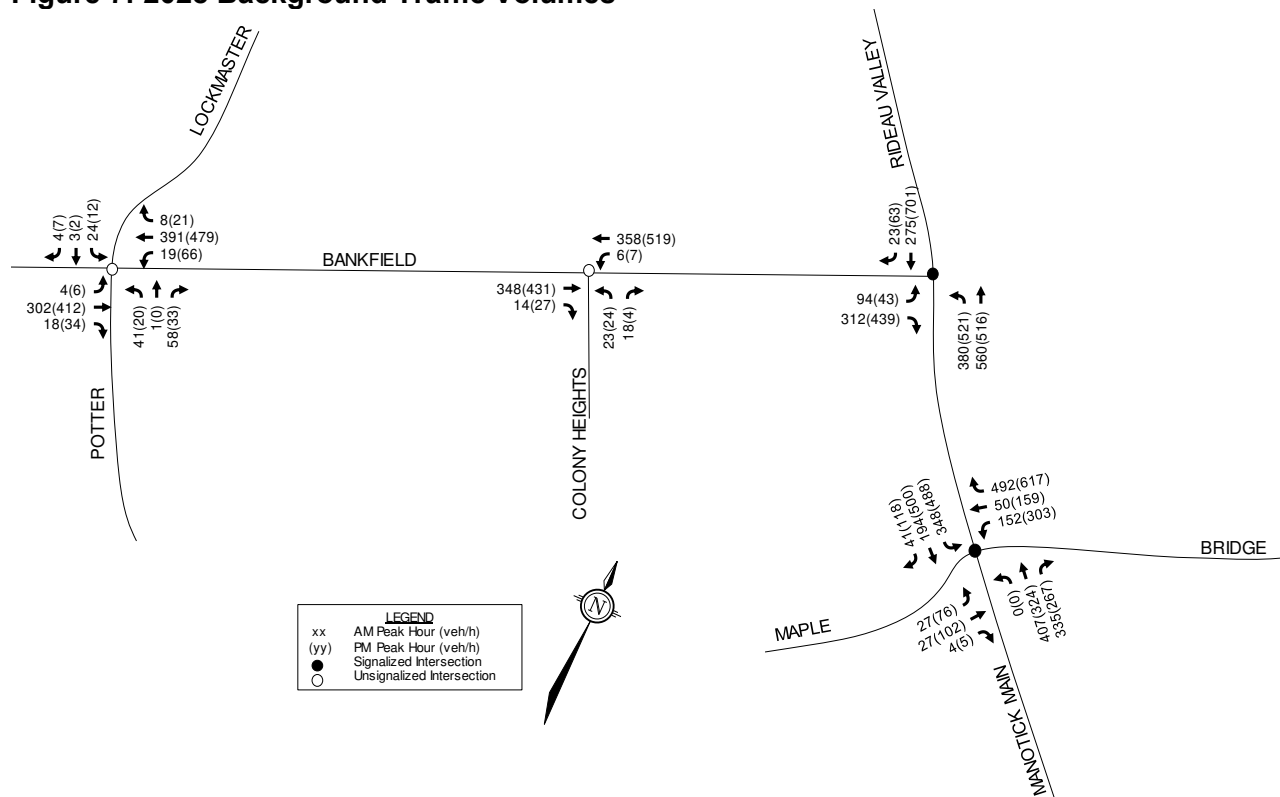 Figure 7: 2028 Background Traffic Volumes
LOCKMASTER
RIDEAU VALLEY
4(7)
3(2)
24(12)
8(21)
391(479)
19(66)
BANKFIELD
358(519)
6(7)
23(63)
275(701)
4(6)
302(412)
18(34)
41(20)
1(0)
58(33)
348(431)
14(27)
23(24)
18(4)
94(43)
312(439)
380(521)
560(516)
POTTER
COLONY HEIGHTS
41(118)
194(500)
348(488)
492(617)
50(159)
152(303)
BRIDGE
MAPLE
27(76)
27(102)
4(5)
0(0)
407(324)
335(267)
MANOTICK MAIN
LEGEND
xx AM Peak Hour (veh/h)
(yy) PM Peak Hour (veh/h)
Signalized Intersection
Unsignalized Intersection
N